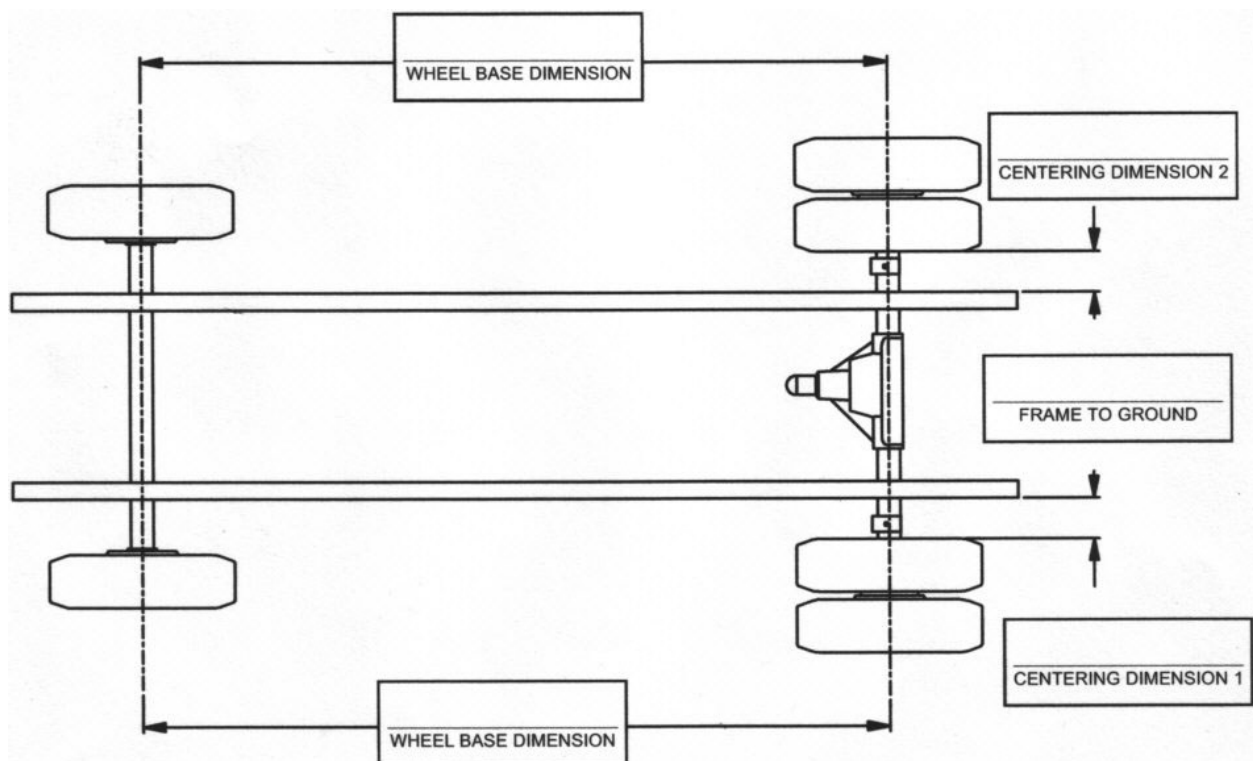 WHEEL BASE DIMENSION
CENTERING DIMENSION 2
FRAME TO GROUND
CENTERING DIMENSION 1
WHEEL BASE DIMENSION